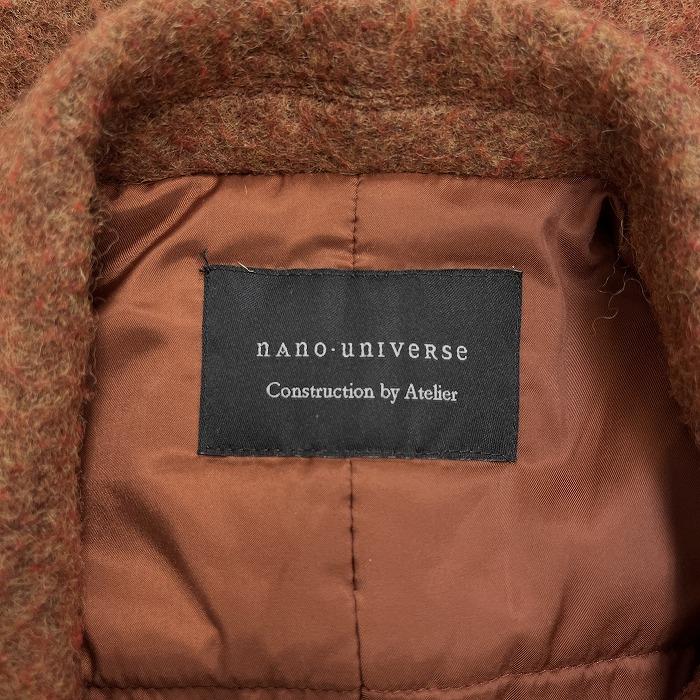 nano·universe
Construction by Atelier